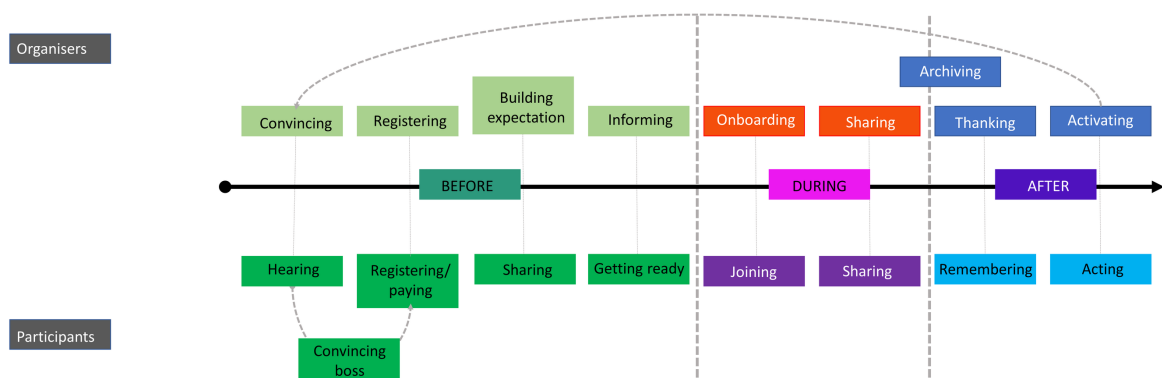 Organisers
Archiving
Convincing
Registering
Building
expectation
Informing
Onboarding
Sharing
Thanking
Activating
BEFORE
DURING
AFTER
Hearing
Registering/
paying
Sharing
Getting ready
Joining
Sharing
Remembering
Acting
Participants
Convincing
boss